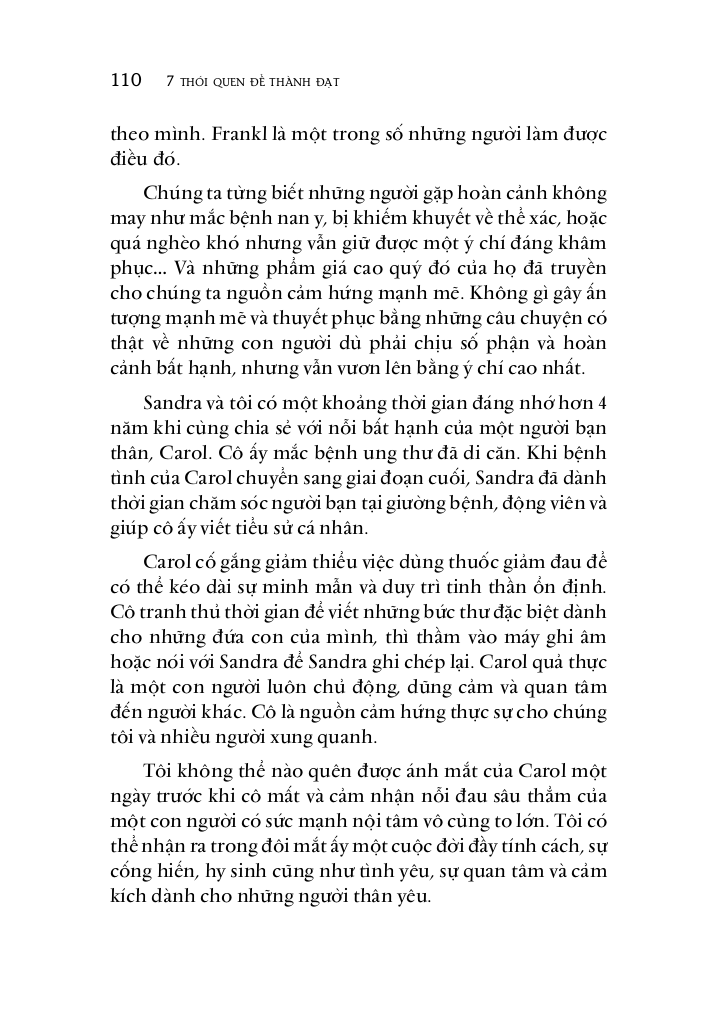 110 7 THÓI QUEN ĐỂ THÀNH ĐẠT
theo mình. Frankl là một trong số những người làm được
điều đó.
Chúng ta từng biết những người gặp hoàn cảnh không
may như mắc bệnh nan y, bị khiếm khuyết về thể xác, hoặc
quá nghèo khó nhưng vẫn giữ được một ý chí đáng khâm
phục... Và những phẩm giá cao quý đó của họ đã truyền
cho chúng ta nguồn cảm hứng mạnh mẽ. Không gì gây ấn
tượng mạnh mẽ và thuyết phục bằng những câu chuyện có
thật về những con người dù phải chịu số phận và hoàn
cảnh bất hạnh, nhưng vẫn vươn lên bằng ý chí cao nhất.
Sandra và tôi có một khoảng thời gian đáng nhớ hơn 4
năm khi cùng chia sẻ với nỗi bất hạnh của một người bạn
thân, Carol. Cô ấy mắc bệnh ung thư đã di căn. Khi bệnh
tình của Carol chuyển sang giai đoạn cuối, Sandra đã dành
thời gian chăm sóc người bạn tại giường bệnh, động viên và
giúp cô ấy viết tiểu sử cá nhân.
Carol cố gắng giảm thiểu việc dùng thuốc giảm đau để
có thể kéo dài sự minh mẫn và duy trì tinh thần ổn định.
Cô tranh thủ thời gian để viết những bức thư đặc biệt dành
cho những đứa con của mình, thì thầm vào máy ghi âm
hoặc nói với Sandra để Sandra ghi chép lại. Carol quả thực
là một con người luôn chủ động, dũng cảm và quan tâm
đến người khác. Cô là nguồn cảm hứng thực sự cho chúng
tôi và nhiều người xung quanh.
Tôi không thể nào quên được ánh mắt của Carol một
ngày trước khi cô mất và cảm nhận nỗi đau sâu thẳm của
một con người có sức mạnh nội tâm vô cùng to lớn. Tôi có
thể nhận ra trong đôi mắt ấy một cuộc đời đầy tính cách, sự
cống hiến, hy sinh cũng như tình yêu, sự quan tâm và cảm
kích dành cho những người thân yêu.